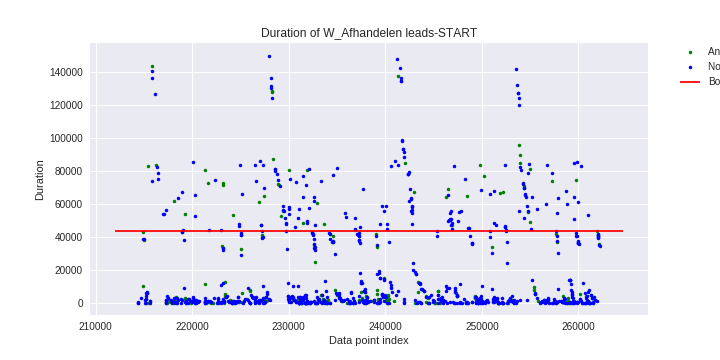 Duration of W_Afhandelen leads-START
An
No
Bo
140000
120000
100000
80000
60000
40000
20000
0
Duration
210000 220000 230000 240000 250000 260000
Data point index